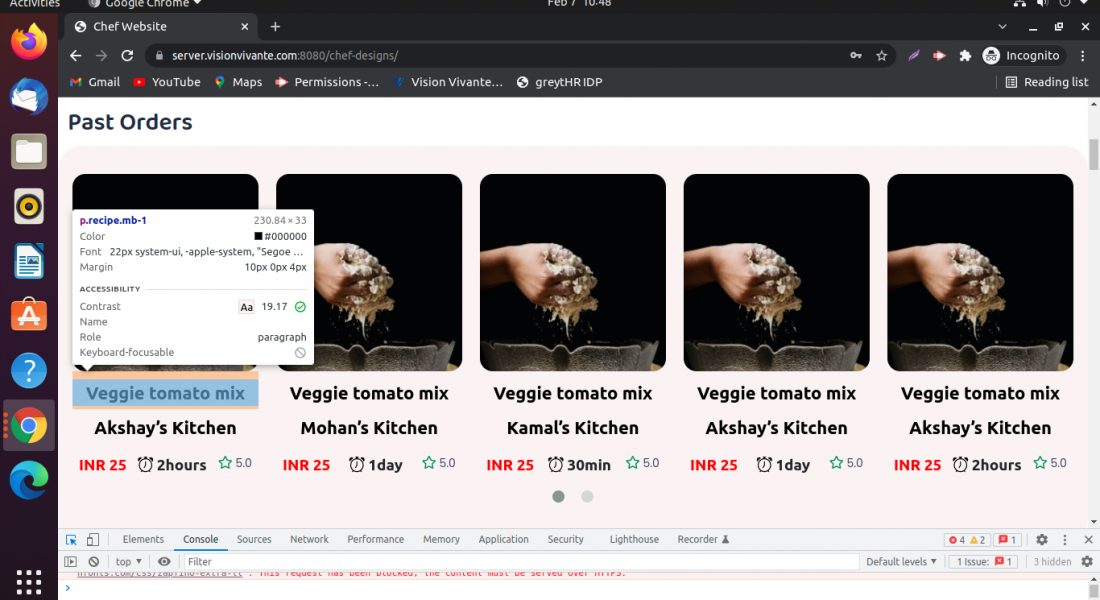 Activities Google Chrome Feb 7 10:48
Chef Website
server.visionvivante.com:8080/chef-designs/ Incognito
Gmail YouTube Maps Permissions -... Vision Vivante... greytHR IDP Reading list
Past Orders
p.recipe.mb-1 230.84 × 33
Color #000000
Font 22px system-ui, -apple-system, "Segoe ...
Margin 10px 0px 4px
ACCESSIBILITY
Contrast Aa 19.17
Name
Role paragraph
Keyboard-focusable
Veggie tomato mix Veggie tomato mix Veggie tomato mix Veggie tomato mix Veggie tomato mix
Akshay’s Kitchen Mohan’s Kitchen Kamal’s Kitchen Akshay’s Kitchen Akshay’s Kitchen
INR 25 2hours 5.0 INR 25 1day 5.0 INR 25 30min 5.0 INR 25 1day 5.0 INR 25 2hours 5.0
Elements Console Sources Network Performance Memory Application Security Lighthouse Recorder 4 2 1
top Filter Default levels 1 Issue: 1 3 hidden
. This request has been blocked; the content must be served over HTTPS.